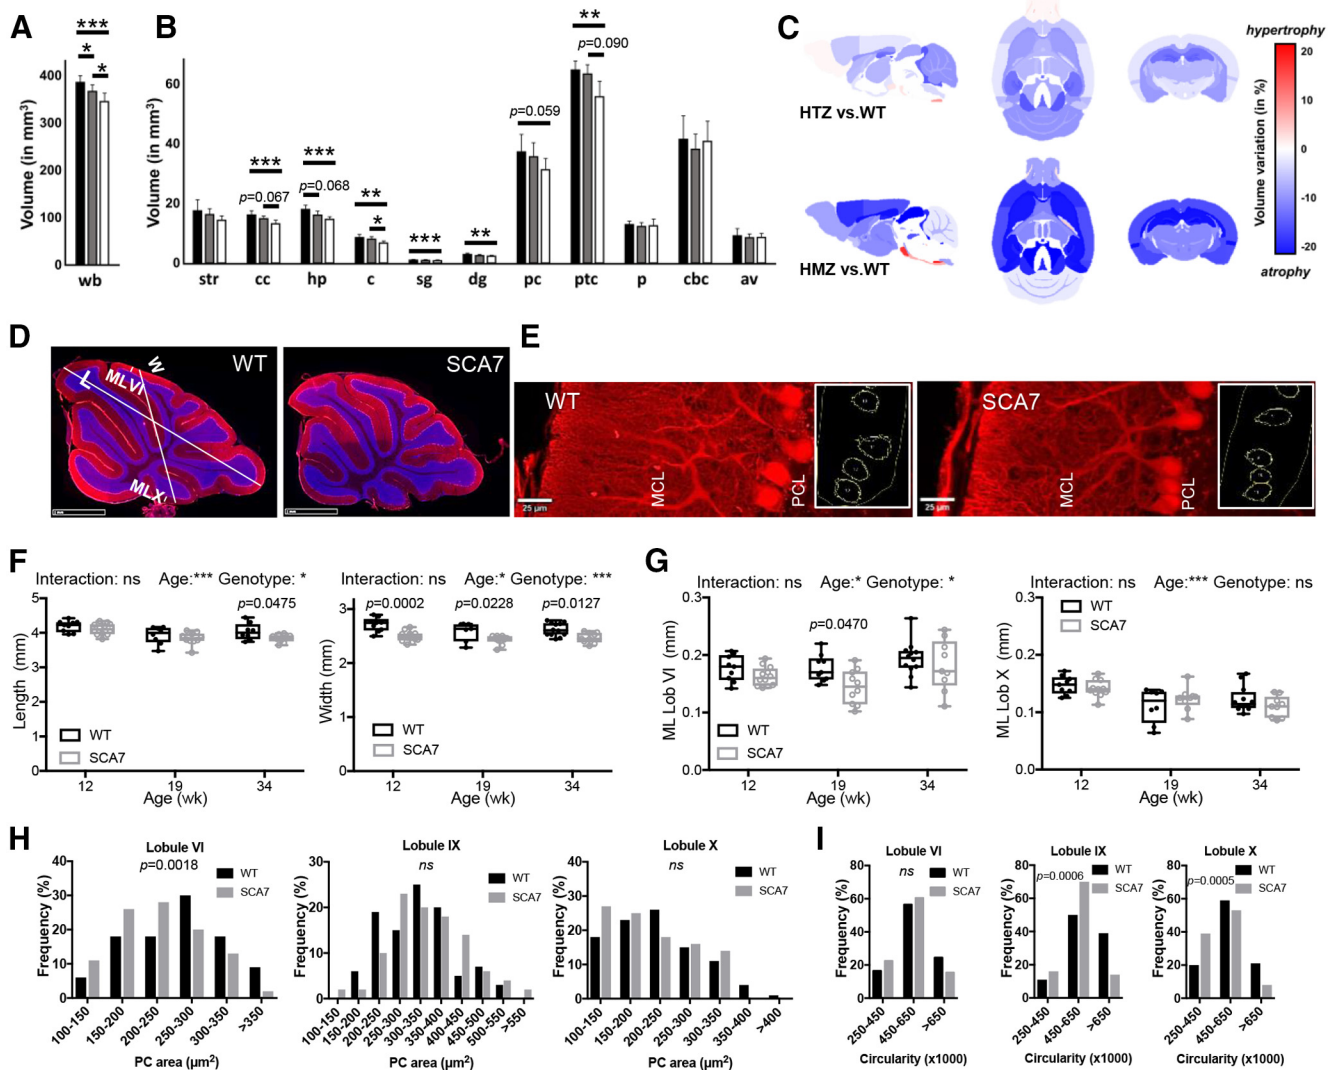 A
***
*
*
Volume (in mm³)
400
300
200
100
0
wb
B
Volume (in mm³)
60
40
20
0
***
p=0.067
***
p=0.068
**
*
***
**
p=0.059
**
p=0.090
str cc hp c sg dg pc ptc p cbc av
C
HTZ vs.WT
HMZ vs.WT
hypertrophy
20
10
0
-10
-20
atrophy
Volume variation (in %)
D
WT
L
W
MLVI
MLX
SCA7
E
WT
MCL
PCL
25 µm
SCA7
MCL
PCL
25 µm
F
Interaction: ns Age:*** Genotype: *
p=0.0475
Length (mm)
5
4
3
2
1
0
WT
SCA7
12 19 34
Age (wk)
Interaction: ns Age:* Genotype: ***
p=0.0002 p=0.0228 p=0.0127
Width (mm)
3
2
1
0
WT
SCA7
12 19 34
Age (wk)
G
Interaction: ns Age:* Genotype: *
p=0.0470
ML Lob VI (mm)
0.3
0.2
0.1
0.0
WT
SCA7
12 19 34
Age (wk)
Interaction: ns Age:*** Genotype: ns
ML Lob X (mm)
0.3
0.2
0.1
0.0
WT
SCA7
12 19 34
Age (wk)
H
Lobule VI
p=0.0018
WT
SCA7
Frequency (%)
40
30
20
10
0
100-150 150-200 200-250 250-300 300-350 >350
PC area (µm²)
Lobule IX
ns
WT
SCA7
Frequency (%)
30
20
10
0
100-150 150-200 200-250 250-300 300-350 350-400 400-450 450-500 500-550 >550
PC area (µm²)
Lobule X
ns
WT
SCA7
Frequency (%)
40
30
20
10
0
100-150 150-200 200-250 250-300 300-350 350-400 >400
PC area (µm²)
I
Lobule VI
ns
WT
SCA7
Frequency (%)
80
60
40
20
0
250-450 450-650 >650
Circularity (x1000)
Lobule IX
p=0.0006
WT
SCA7
Frequency (%)
80
60
40
20
0
250-450 450-650 >650
Circularity (x1000)
Lobule X
p=0.0005
WT
SCA7
Frequency (%)
80
60
40
20
0
250-450 450-650 >650
Circularity (x1000)